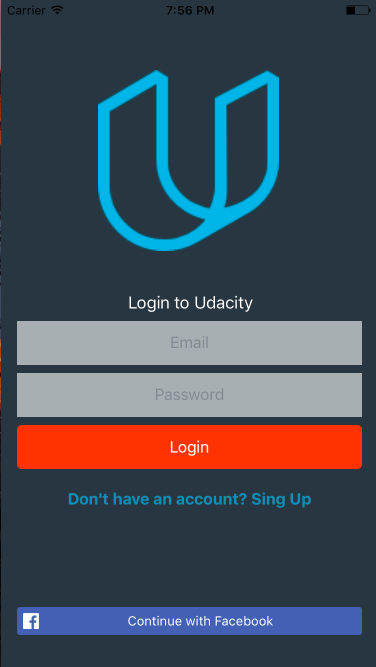 Carrier 7:56 PM
Login to Udacity
Email
Password
Login
Don't have an account? Sing Up
Continue with Facebook